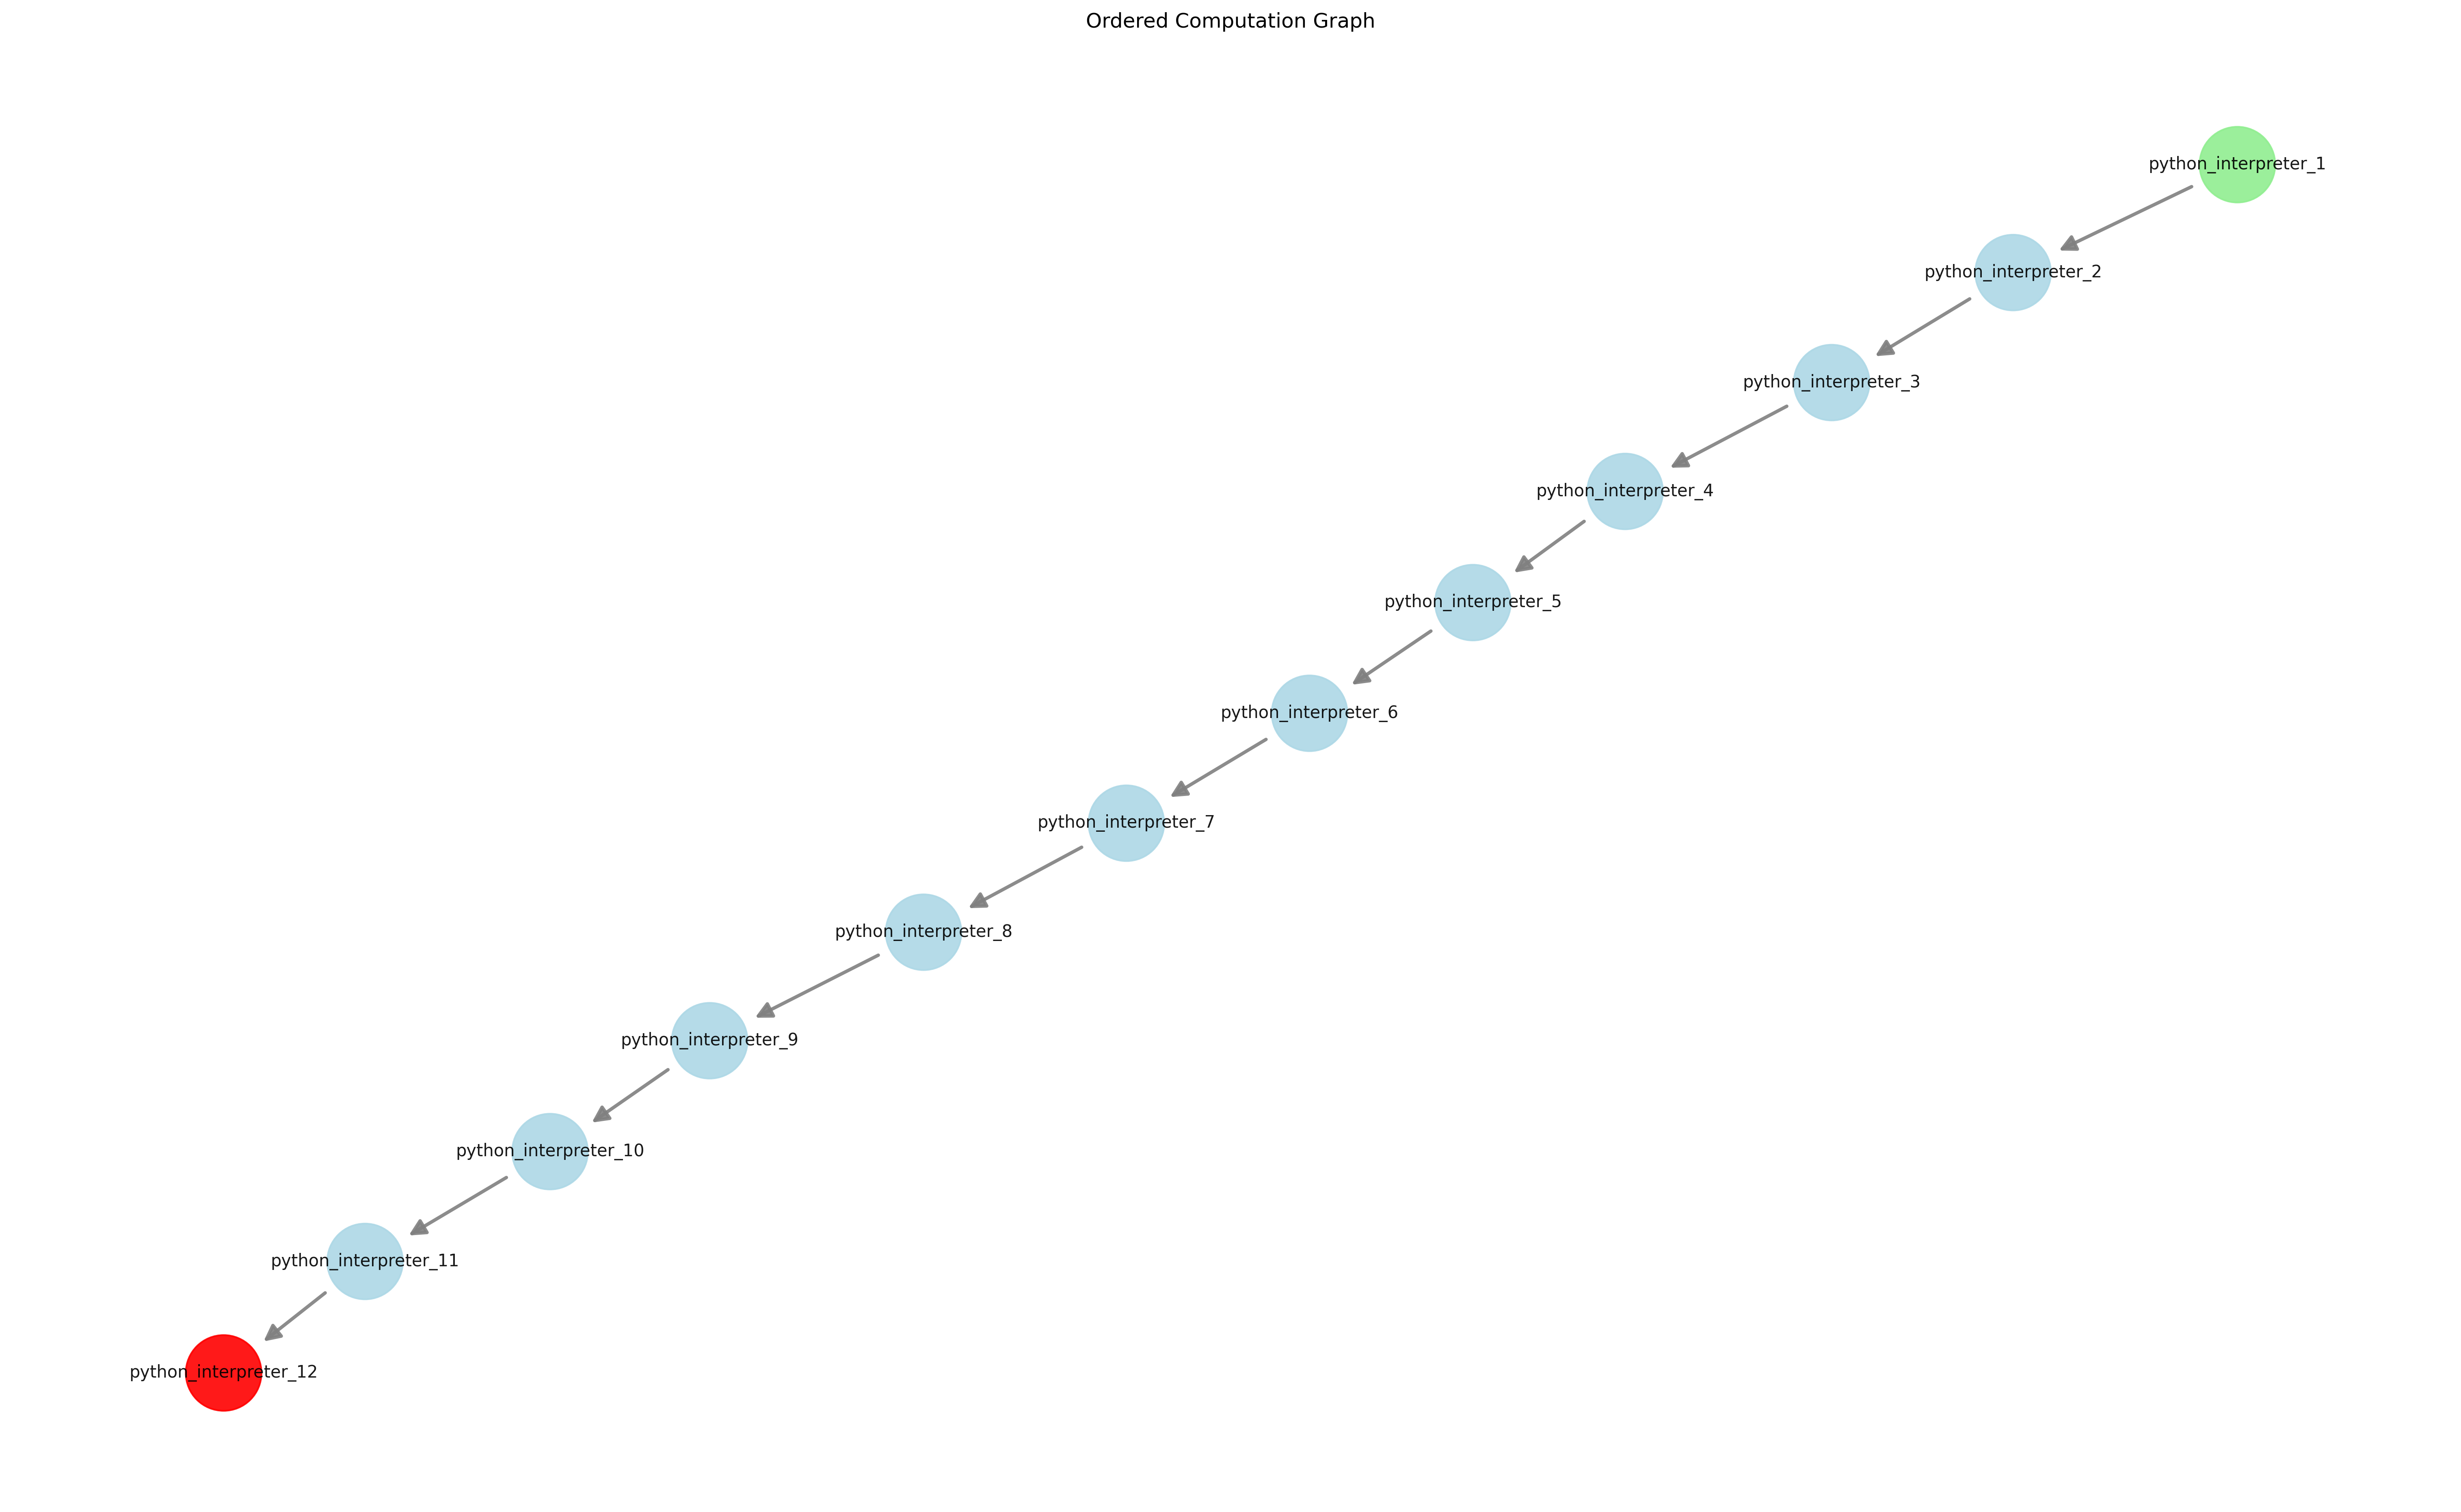 Ordered Computation Graph
python_interpreter_1
python_interpreter_2
python_interpreter_3
python_interpreter_4
python_interpreter_5
python_interpreter_6
python_interpreter_7
python_interpreter_8
python_interpreter_9
python_interpreter_10
python_interpreter_11
python_interpreter_12